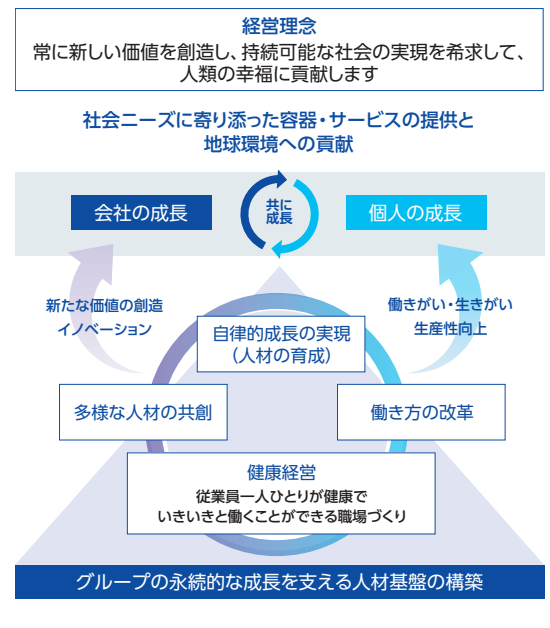 経営理念
常に新しい価値を創造し、持続可能な社会の実現を希求して、
人類の幸福に貢献します
社会ニーズに寄り添った容器・サービスの提供と
地球環境への貢献
会社の成長
共に
成長
個人の成長
新たな価値の創造
イノベーション
働きがい・生きがい
生産性向上
自律的成長の実現
（人材の育成）
多様な人材の共創
働き方の改革
健康経営
従業員一人ひとりが健康で
いきいきと働くことができる職場づくり
グループの永続的な成長を支える人材基盤の構築